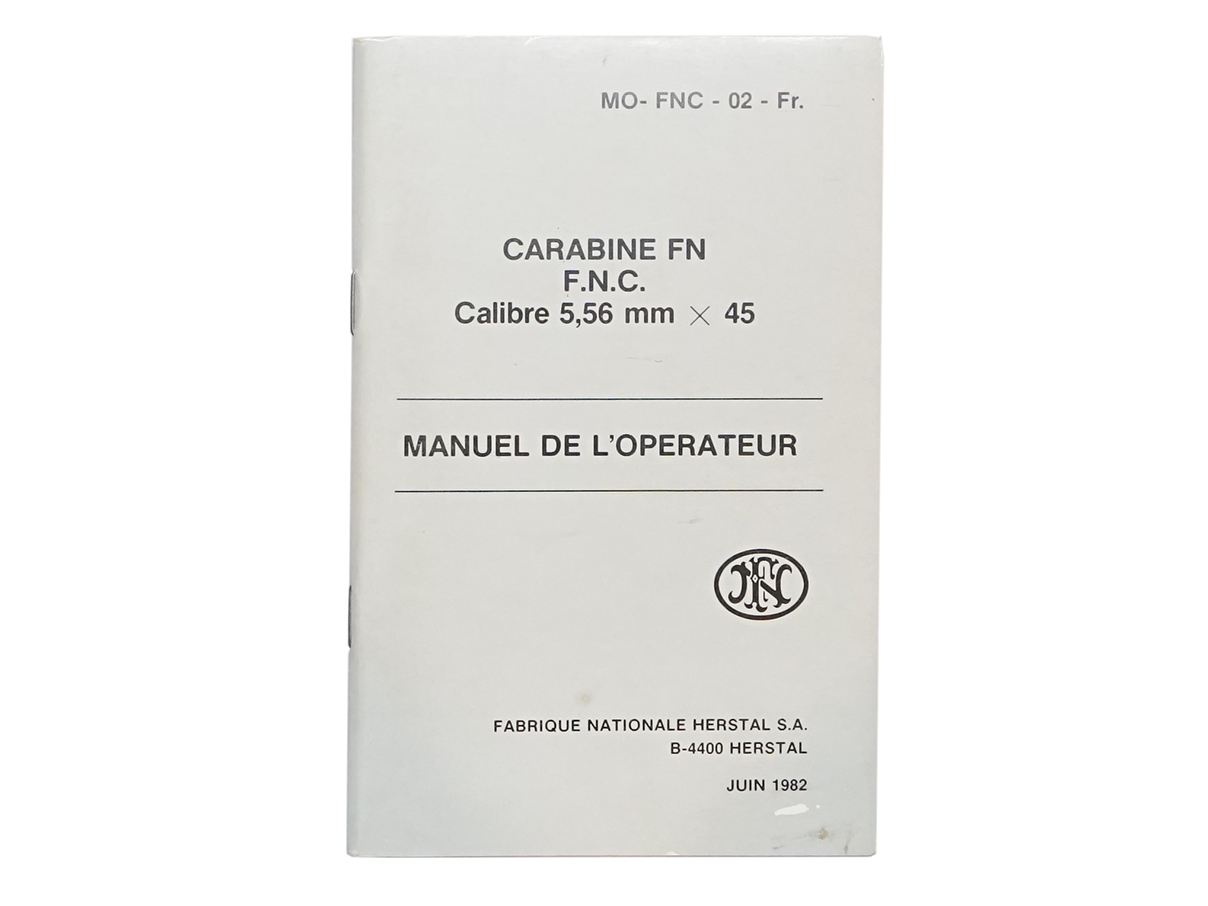 MO- FNC - 02 - Fr.
CARABINE FN
F.N.C.
Calibre 5,56 mm × 45
MANUEL DE L'OPERATEUR
FN
FABRIQUE NATIONALE HERSTAL S.A.
B-4400 HERSTAL
JUIN 1982